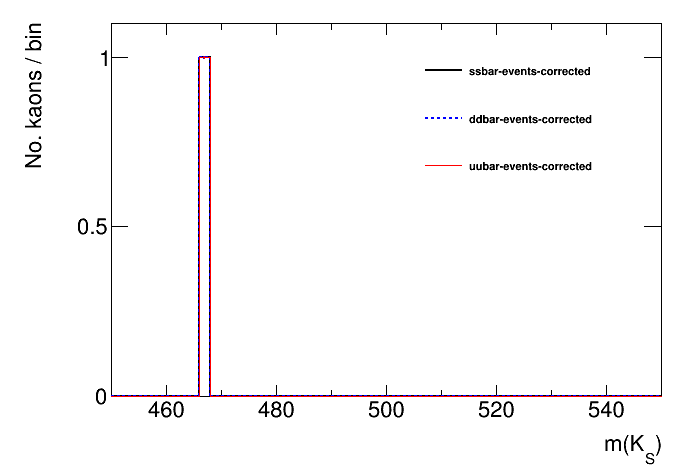 No. kaons / bin
1
0.5
0
ssbar-events-corrected
ddbar-events-corrected
uubar-events-corrected
460 480 500 520 540
m(K_S)